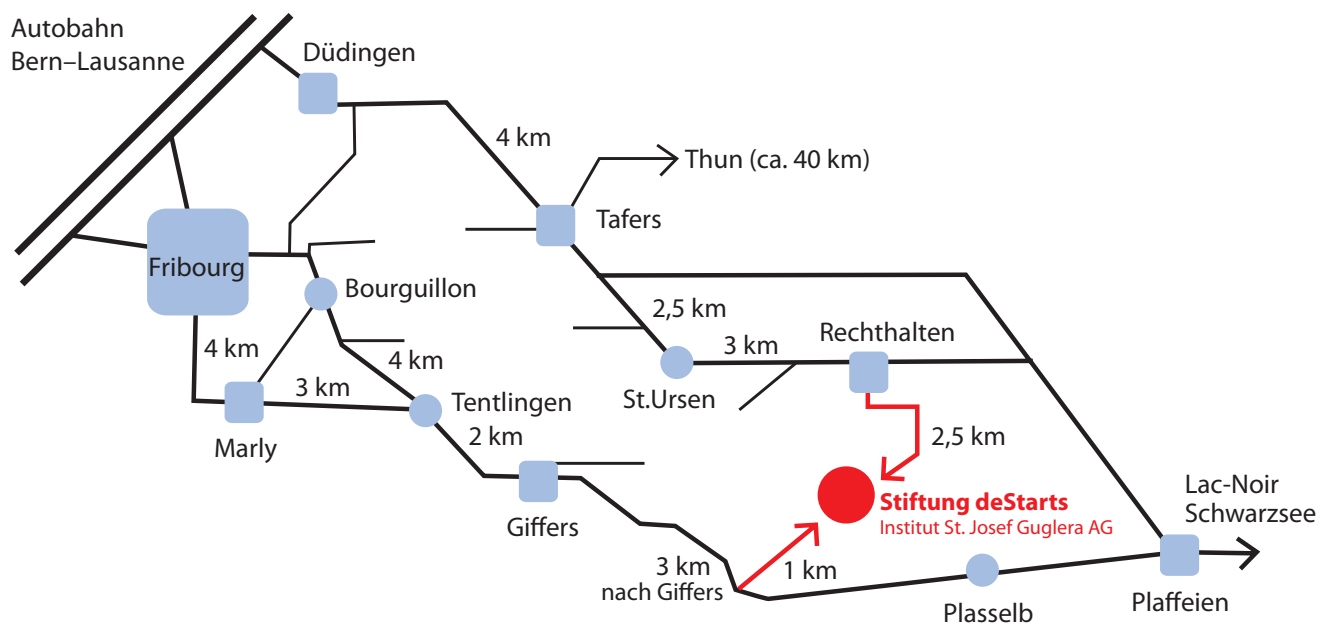 Autobahn
Bern–Lausanne
Düdingen
4 km
Thun (ca. 40 km)
Tafers
Fribourg
Bourguillon
2,5 km
Rechthalten
4 km
4 km
3 km
3 km
Tentlingen
St.Ursen
Marly
2 km
2,5 km
Stiftung deStarts
Institut St. Josef Guglera AG
Lac-Noir
Schwarzsee
Giffers
3 km
nach Giffers
1 km
Plasselb
Plaffeien